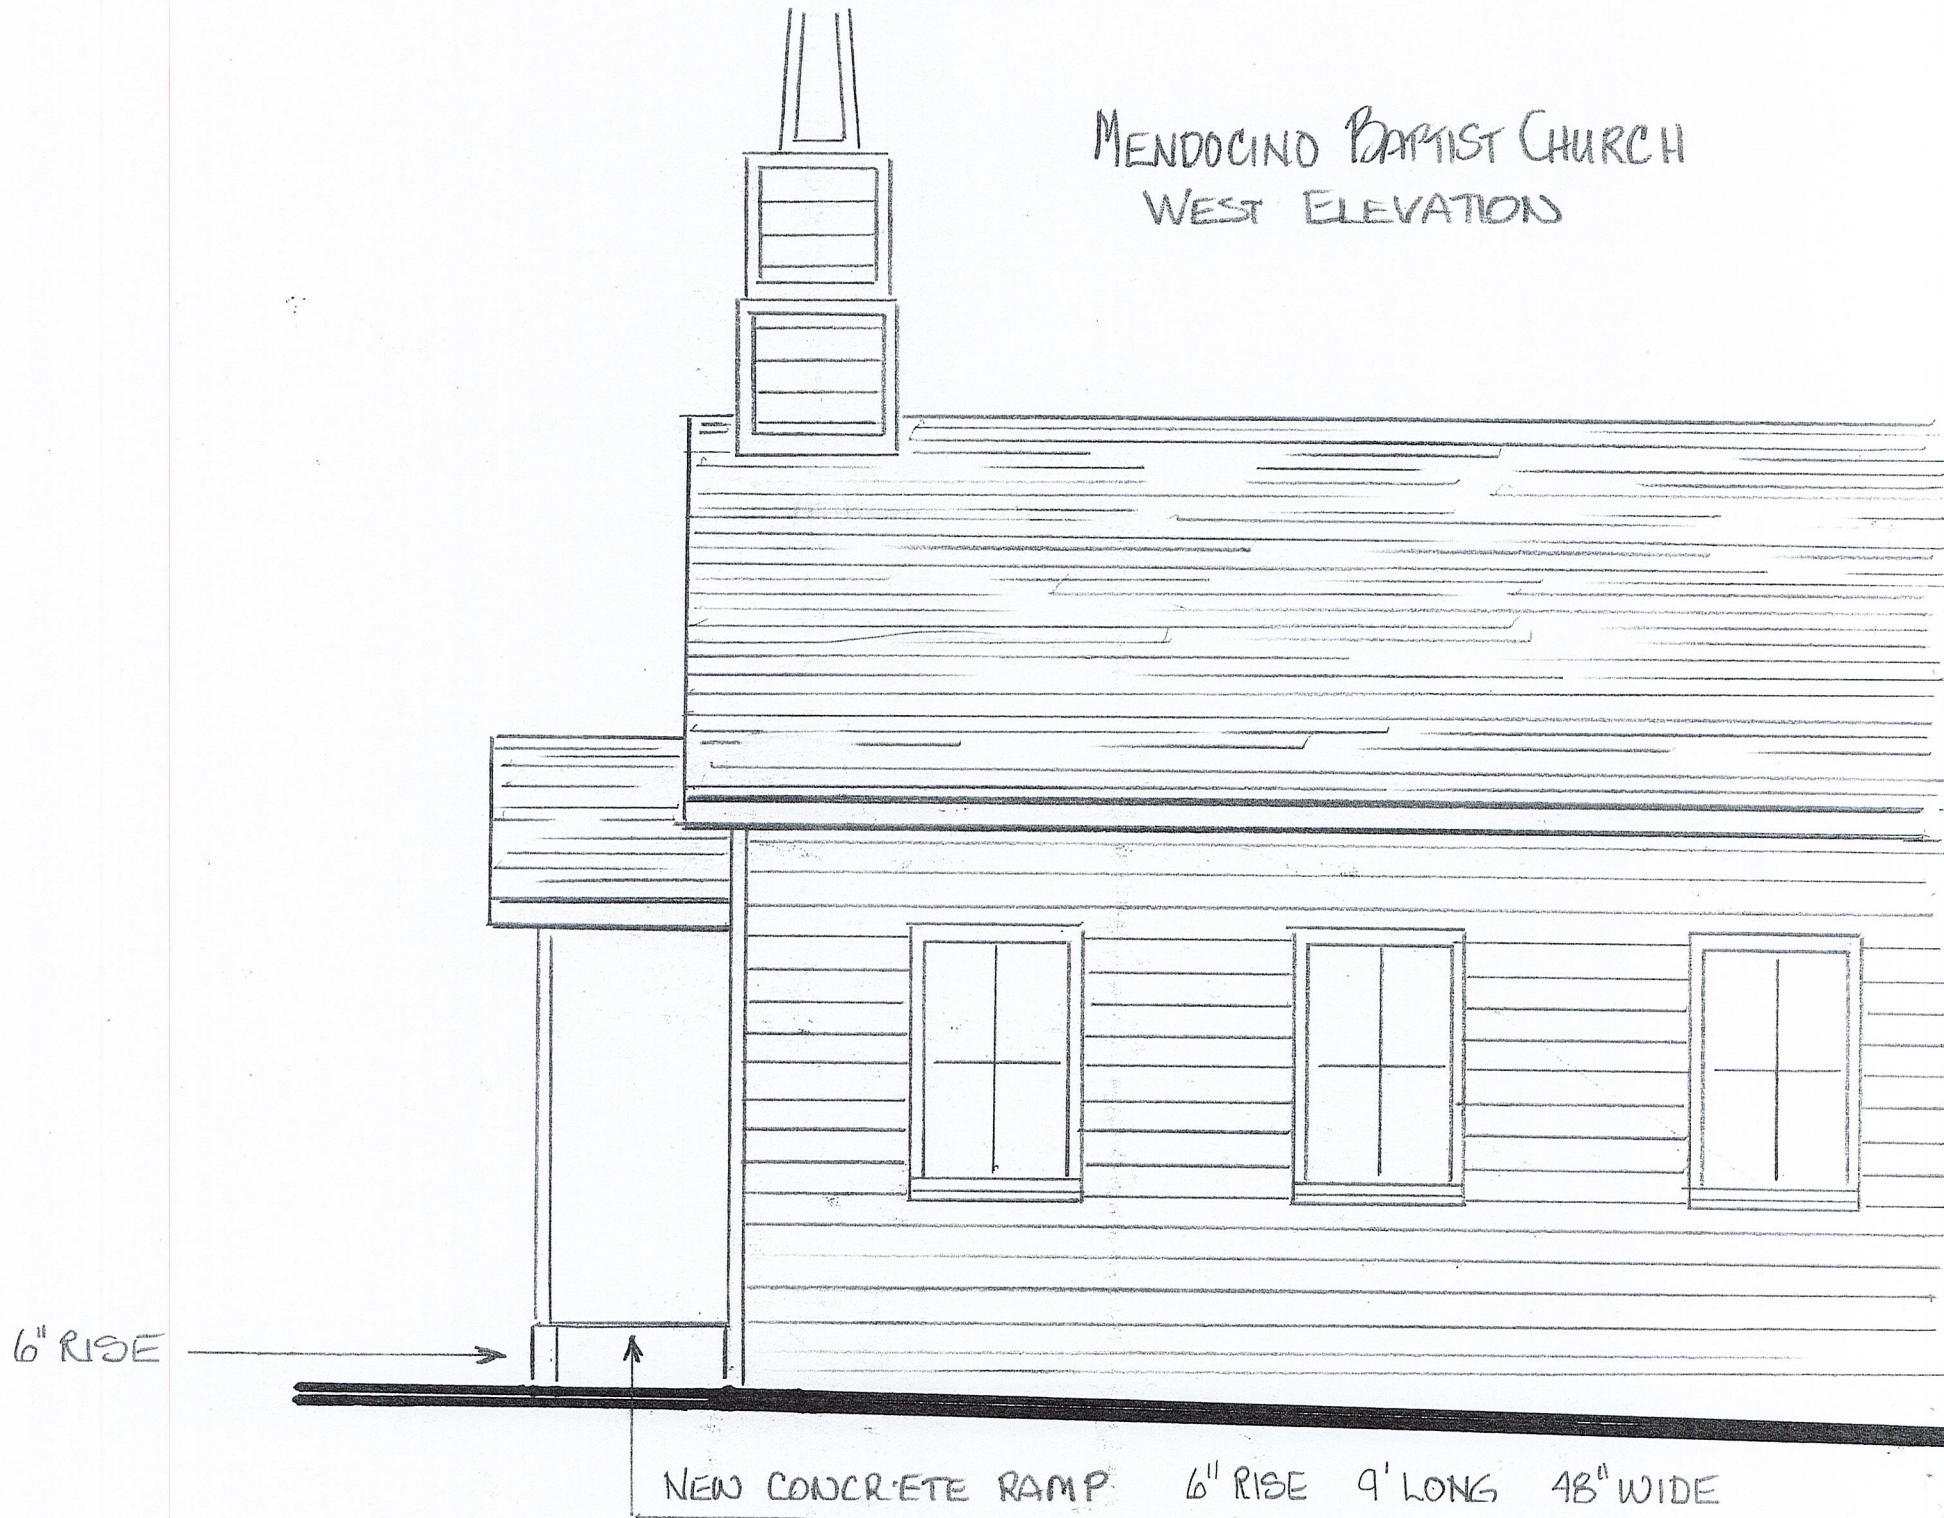 MENDOCINO BAPTIST CHURCH
WEST ELEVATION
6" RISE
NEW CONCRETE RAMP 6" RISE 9' LONG 48" WIDE